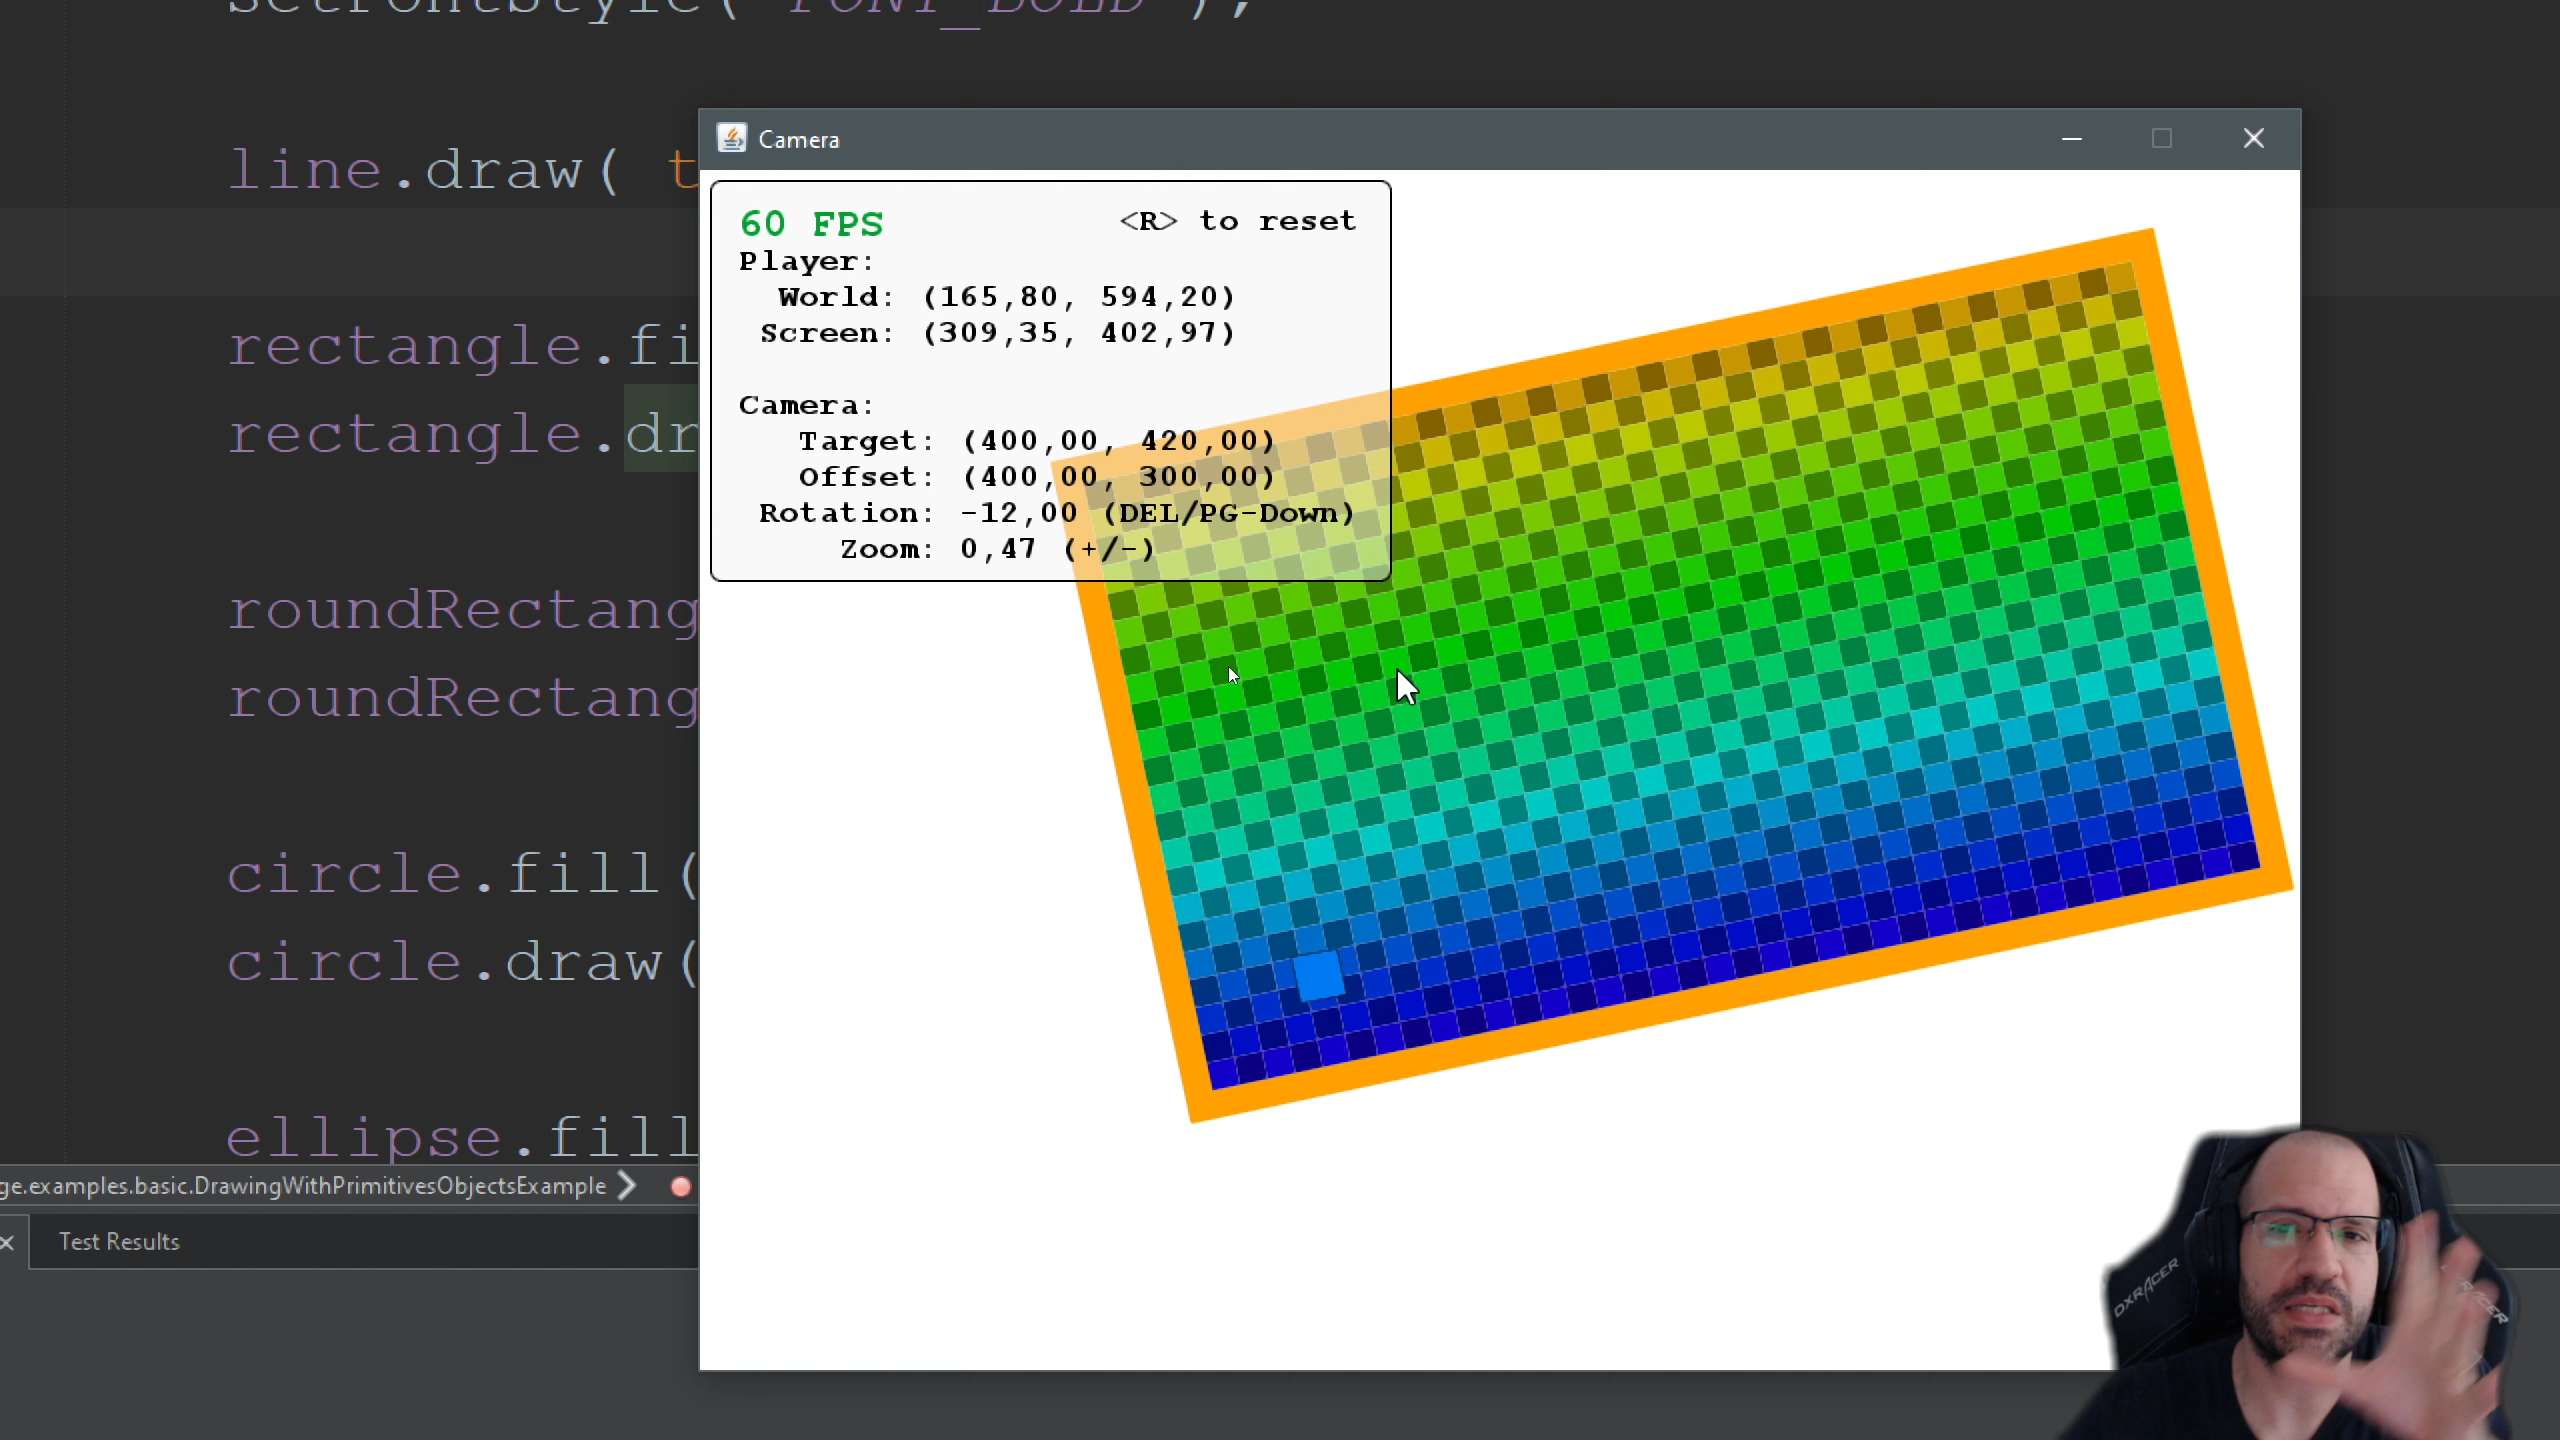 setFontStyle( FONT_BOLD );
line.draw( t
rectangle.fi
rectangle.dr
roundRectang
roundRectang
circle.fill(
circle.draw(
ellipse.fill
ge.examples.basic.DrawingWithPrimitivesObjectsExample
Test Results
Camera
60 FPS <R> to reset
Player:
World: (165,80, 594,20)
Screen: (309,35, 402,97)
Camera:
Target: (400,00, 420,00)
Offset: (400,00, 300,00)
Rotation: -12,00 (DEL/PG-Down)
Zoom: 0,47 (+/-)
DXRACER
RACER